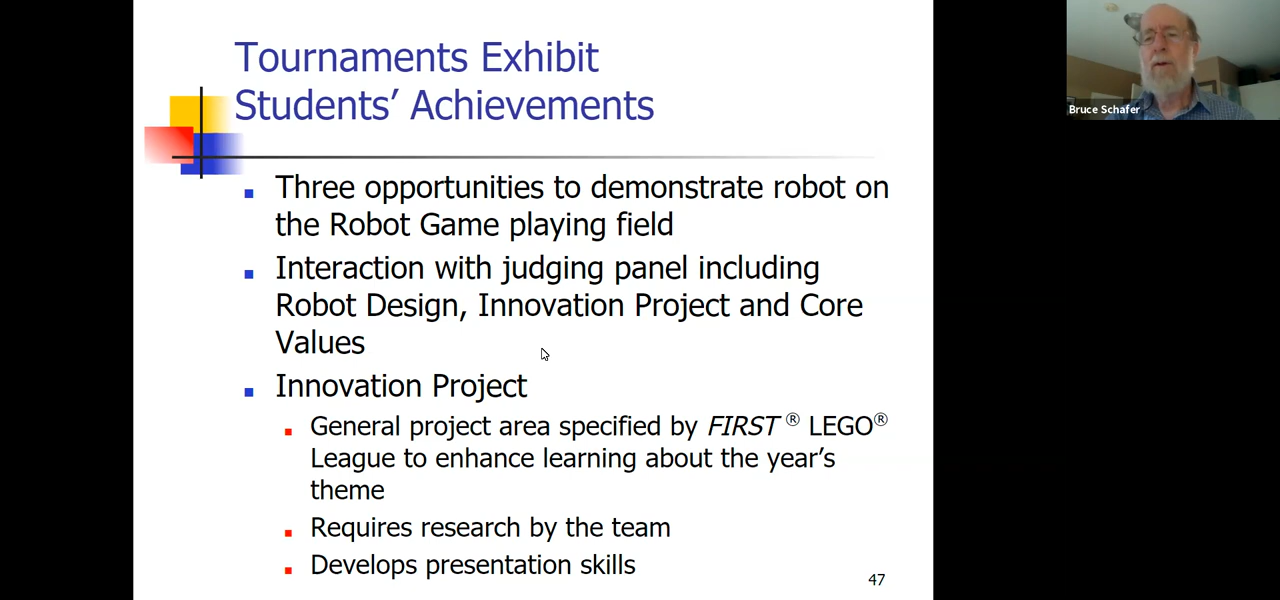 Tournaments Exhibit
Students’ Achievements
Three opportunities to demonstrate robot on
the Robot Game playing field
Interaction with judging panel including
Robot Design, Innovation Project and Core
Values
Innovation Project
General project area specified by FIRST ® LEGO®
League to enhance learning about the year’s
theme
Requires research by the team
Develops presentation skills
47
Bruce Schafer